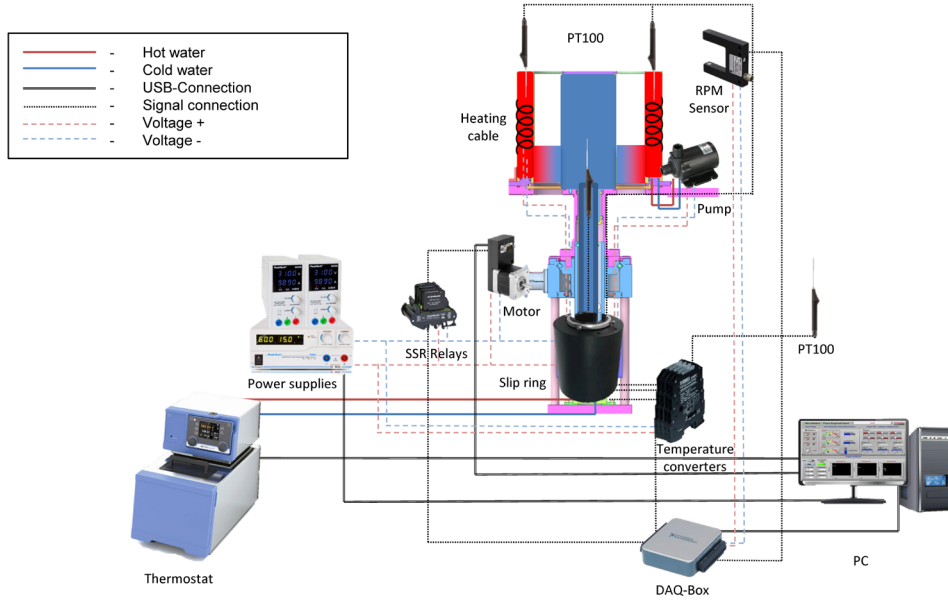 Hot water
Cold water
USB-Connection
Signal connection
Voltage +
Voltage -
PT100
RPM
Sensor
Heating
cable
Pump
Motor
SSR Relays
PT100
Power supplies
Slip ring
Temperature
converters
Thermostat
PC
DAQ-Box